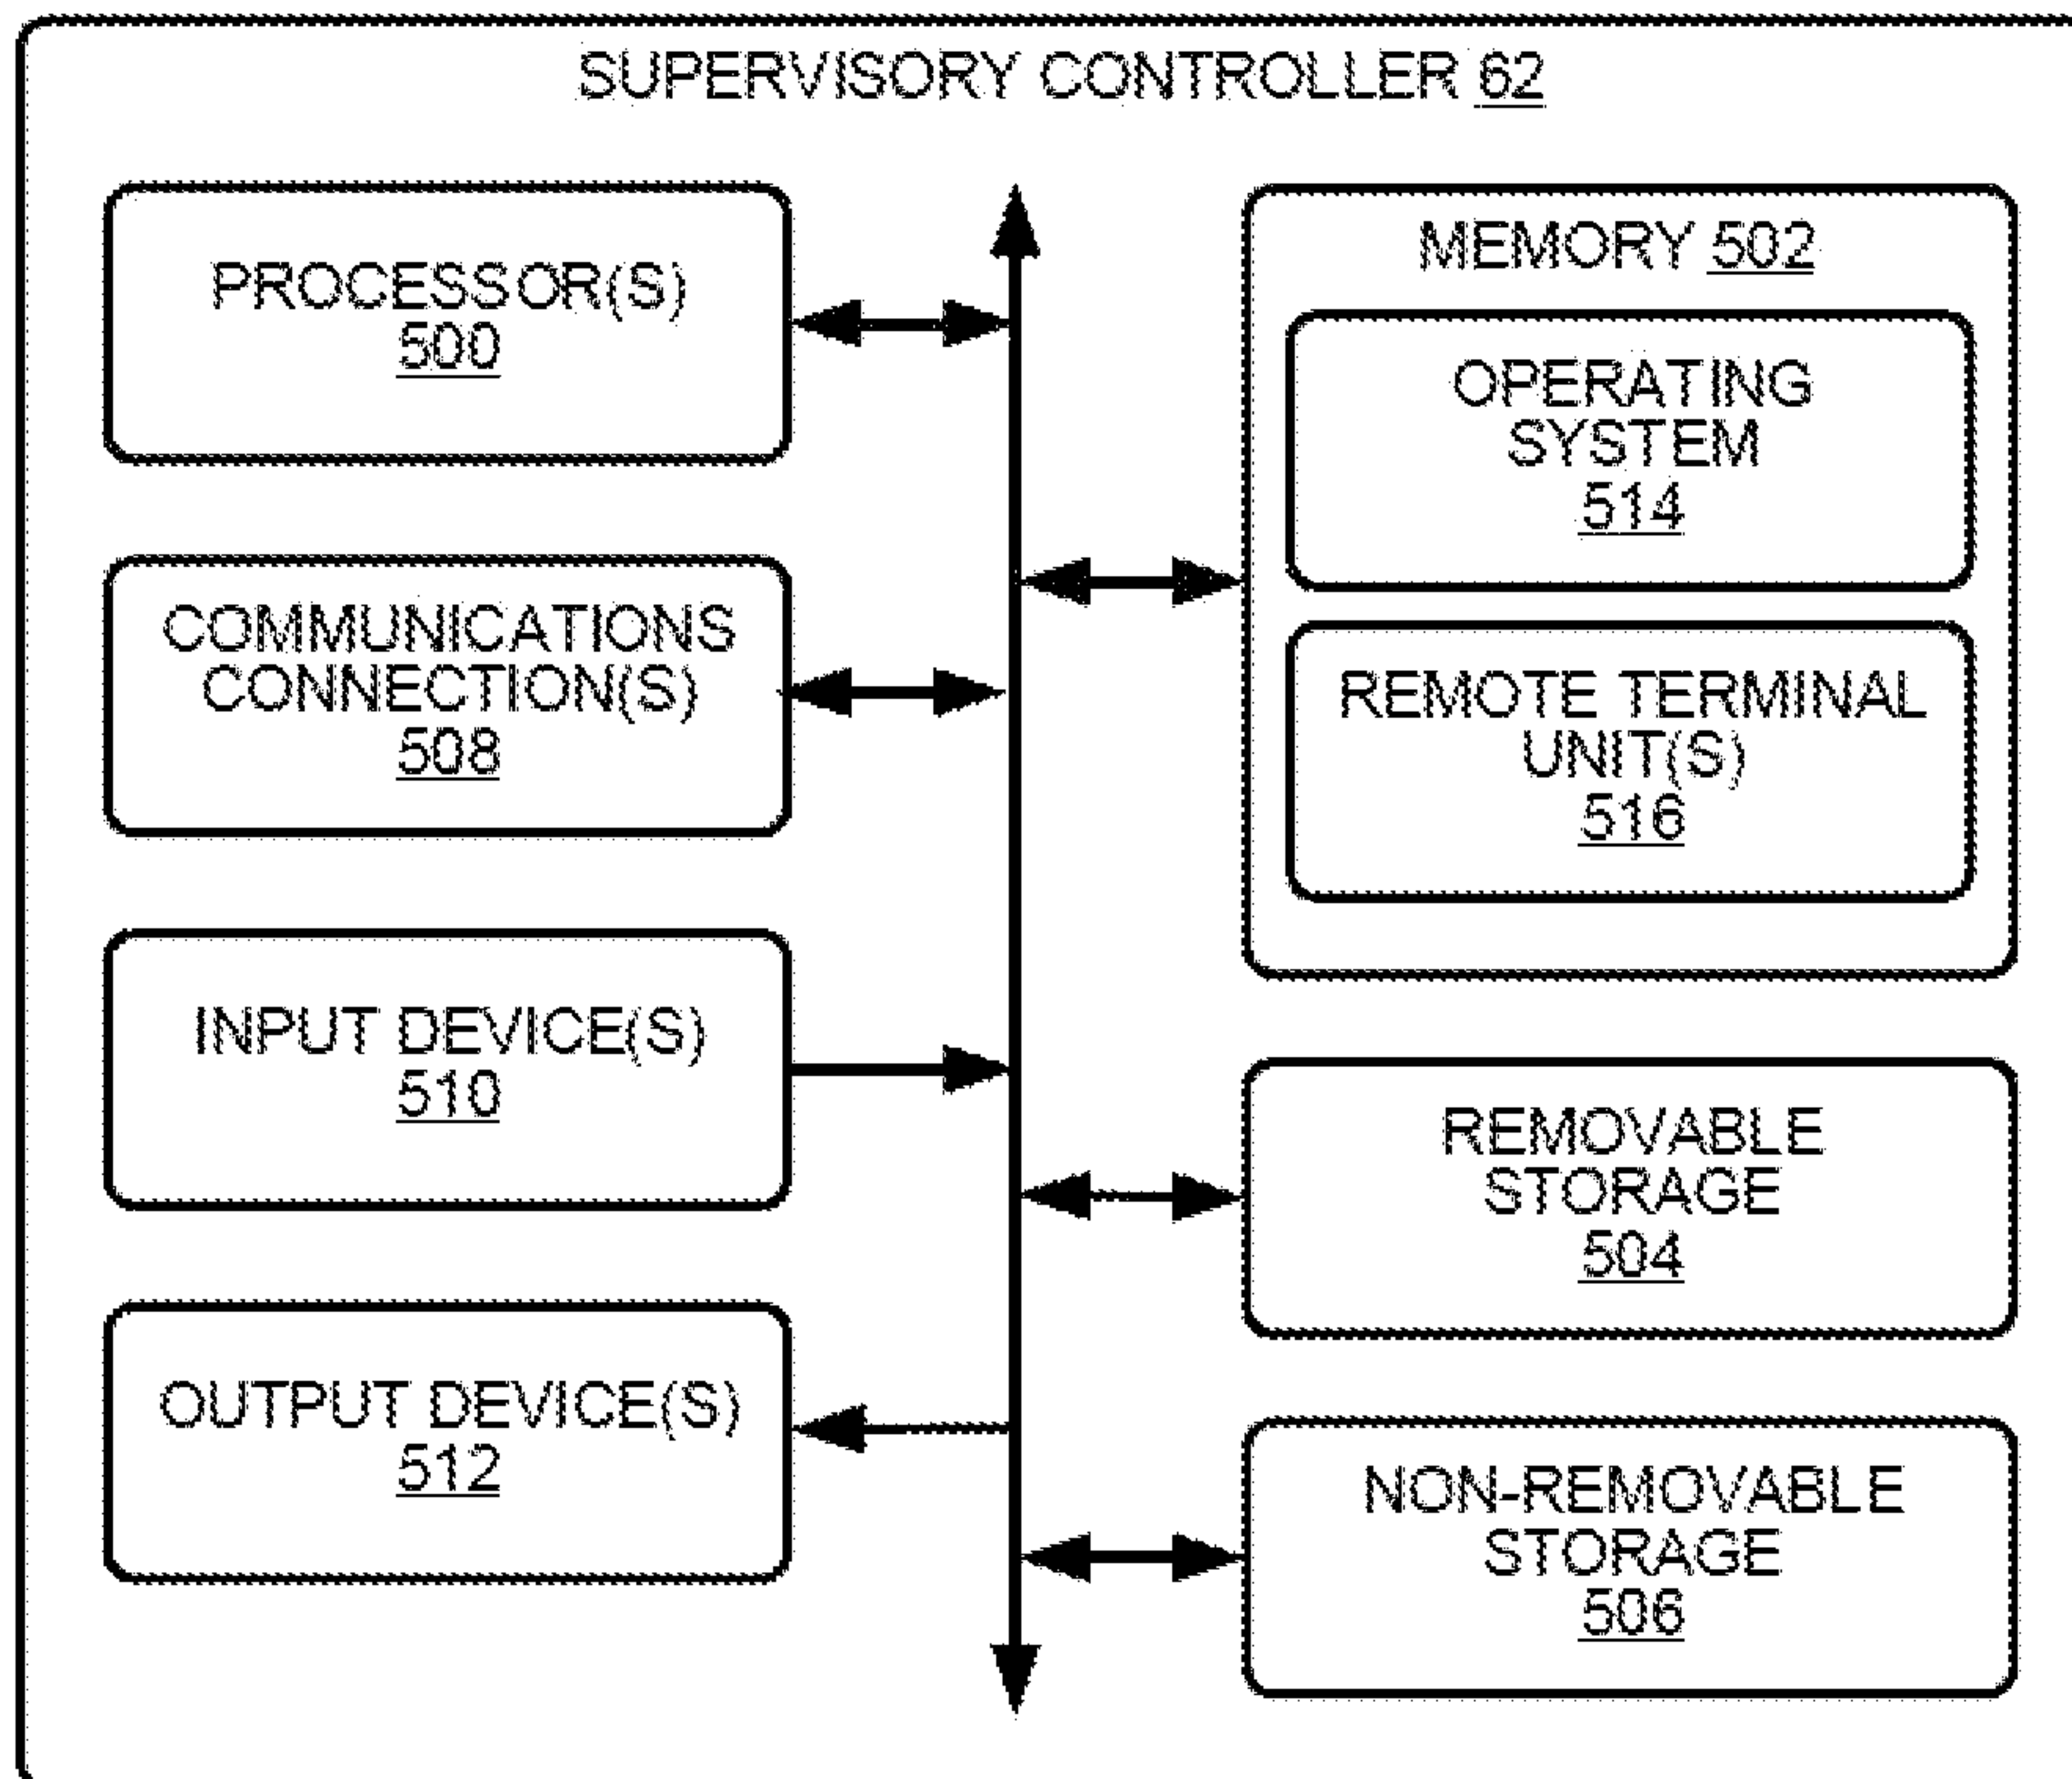 SUPERVISORY CONTROLLER 62
PROCESSOR(S)
500
COMMUNICATIONS
CONNECTION(S)
508
INPUT DEVICE(S)
510
OUTPUT DEVICE(S)
512
MEMORY 502
OPERATING
SYSTEM
514
REMOTE TERMINAL
UNIT(S)
516
REMOVABLE
STORAGE
504
NON-REMOVABLE
STORAGE
506